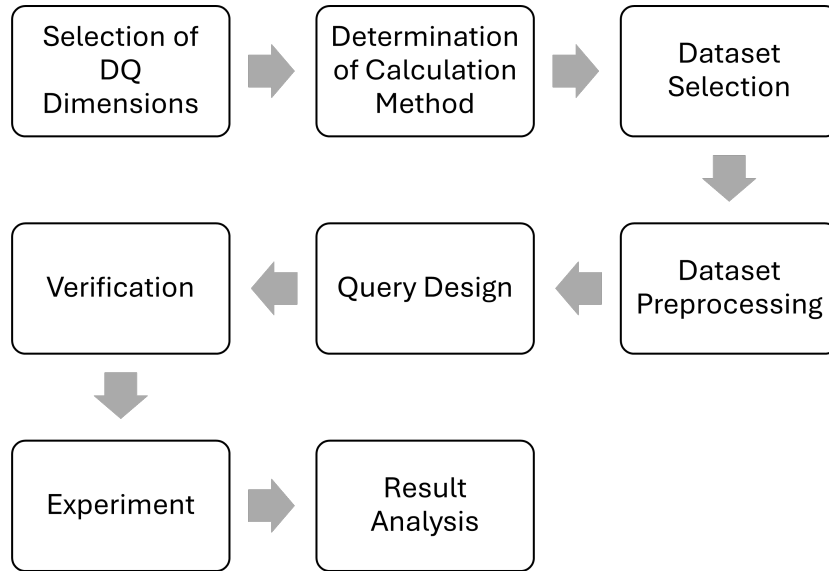 Selection of
DQ
Dimensions
Determination
of Calculation
Method
Dataset
Selection
Dataset
Preprocessing
Query Design
Verification
Experiment
Result
Analysis